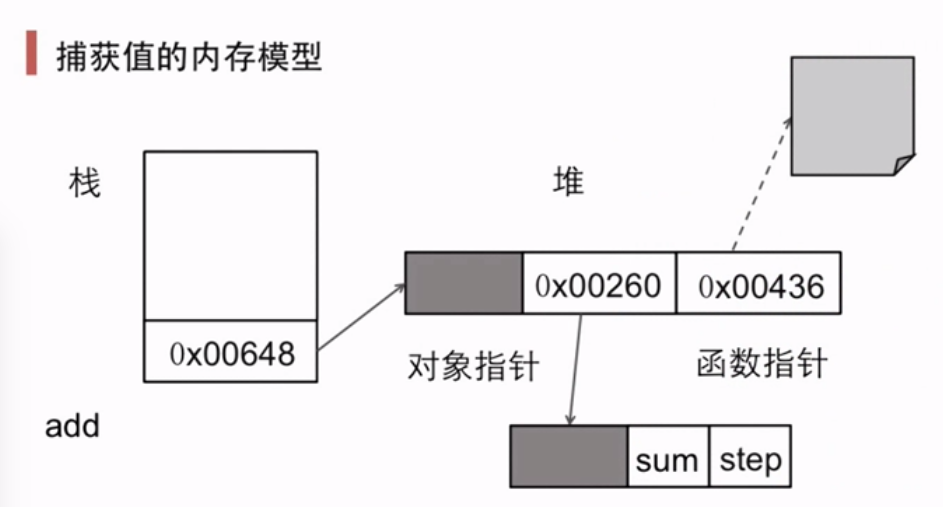 捕获值的内存模型
栈
堆
0x00260
0x00436
0x00648
对象指针
函数指针
add
sum
step